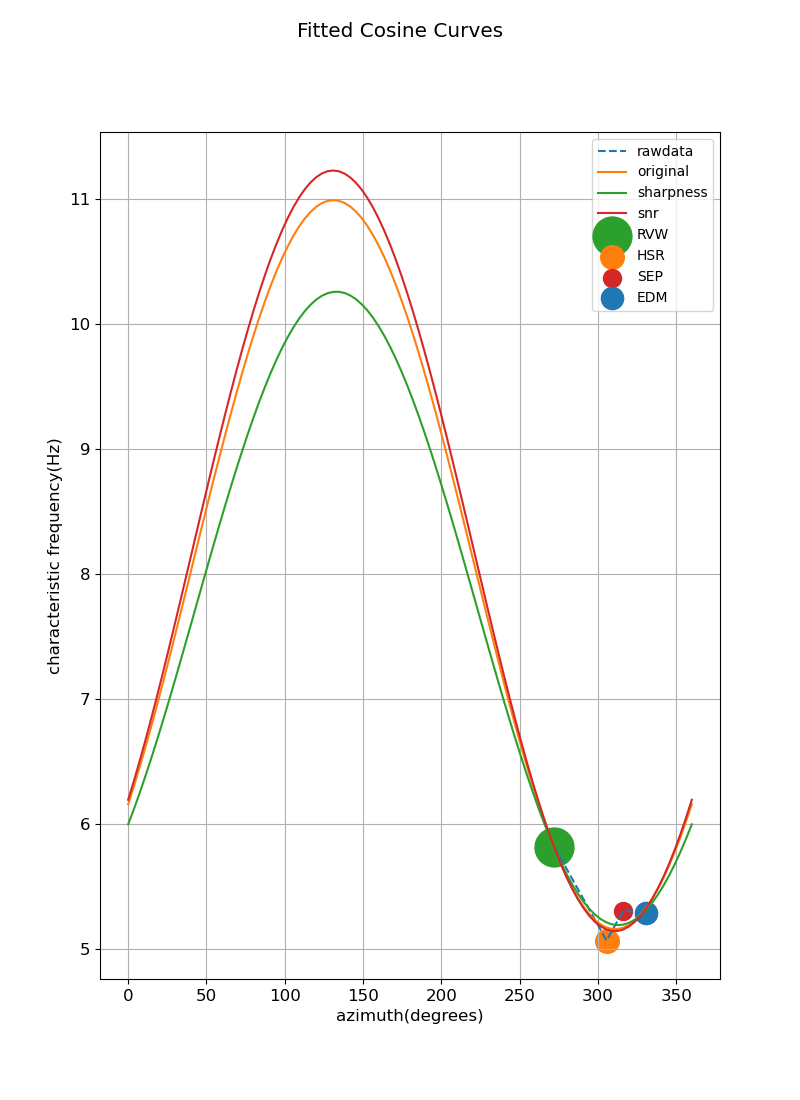 Fitted Cosine Curves
rawdata
original
sharpness
snr
RVW
HSR
SEP
EDM
11
10
9
8
7
6
5
characteristic frequency(Hz)
0 50 100 150 200 250 300 350
azimuth(degrees)